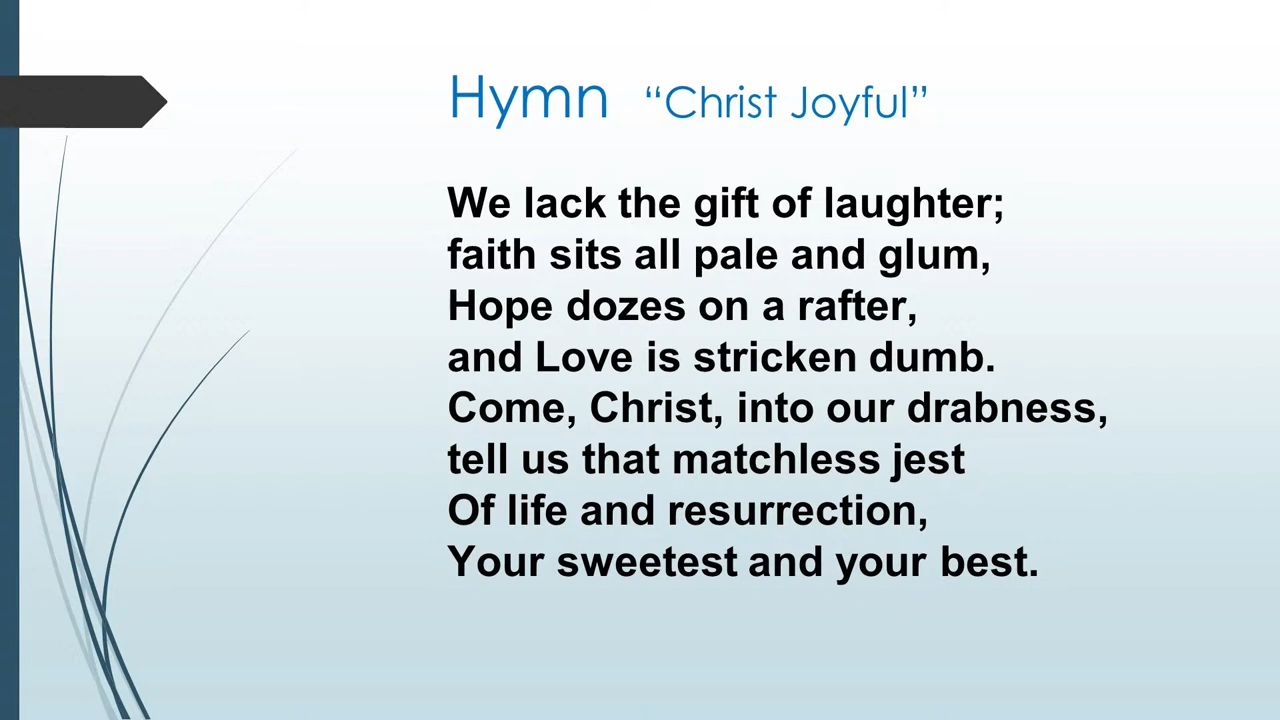 Hymn “Christ Joyful”
We lack the gift of laughter;
faith sits all pale and glum,
Hope dozes on a rafter,
and Love is stricken dumb.
Come, Christ, into our drabness,
tell us that matchless jest
Of life and resurrection,
Your sweetest and your best.